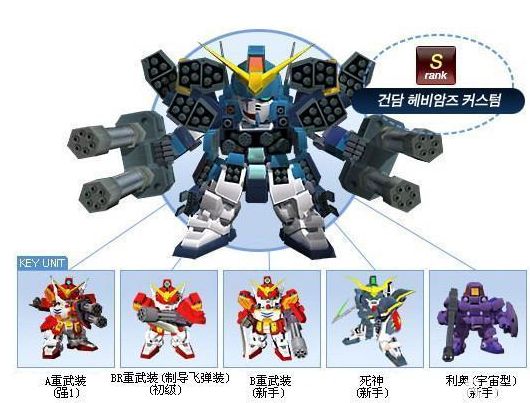 S
rank
건담 헤비암즈 커스텀
KEY UNIT
A重武装
(强1)
BR重武装(制导飞弹装)
(初级)
B重武装
(新手)
死神
(新手)
利奥(宇宙型)
(新手)